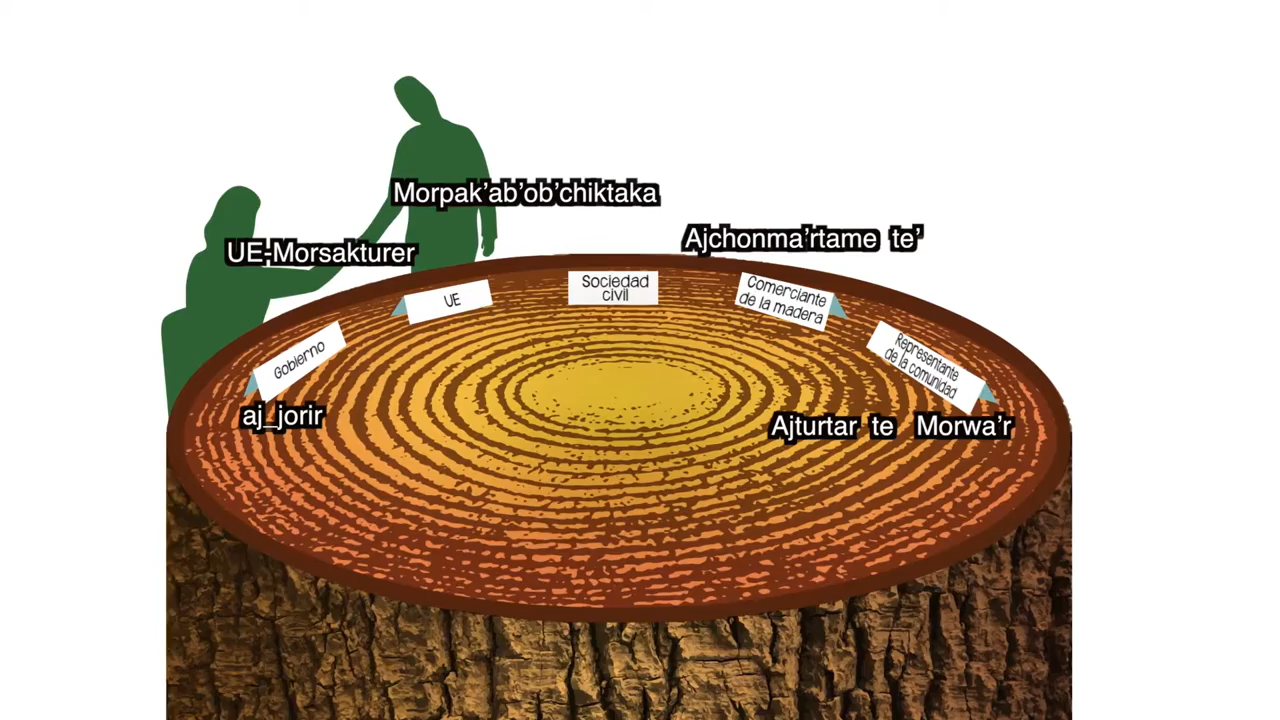 Morpak’ab’ob’chiktaka
UE-Morsakturer
Ajchonma’rtame te’
Sociedad
civil
UE
Comerciante
de la madera
Gobierno
Representante
de la comunidad
aj_jorir
Ajturtar te Morwa’r